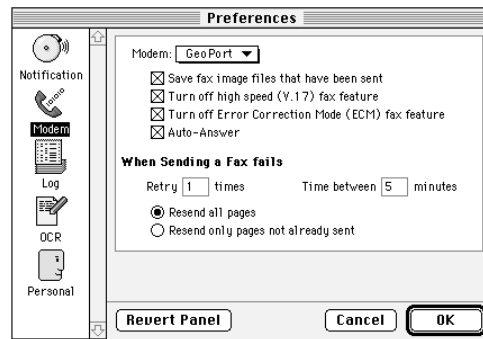 Preferences
Notification
Modem
Log
OCR
Personal
Modem: GeoPort
Save fax image files that have been sent
Turn off high speed (V.17) fax feature
Turn off Error Correction Mode (ECM) fax feature
Auto-Answer
When Sending a Fax fails
Retry 1 times Time between 5 minutes
Resend all pages
Resend only pages not already sent
Revert Panel Cancel OK